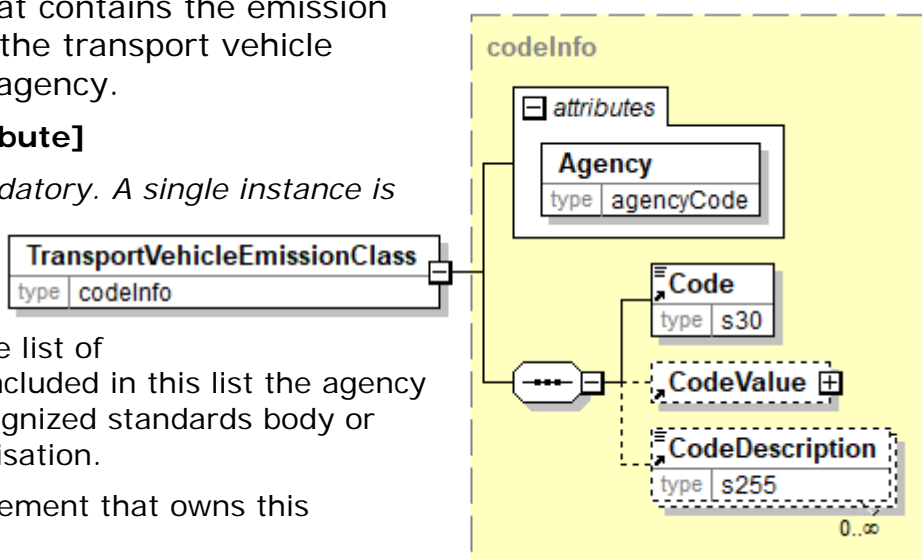 at contains the emission
the transport vehicle
agency.
bute]
datory. A single instance is
e list of
ncluded in this list the agency
gnized standards body or
isation.
ement that owns this
TransportVehicleEmissionClass
type codeInfo
codeInfo
attributes
Agency
type agencyCode
Code
type s30
CodeValue
CodeDescription
type s255
0..∞